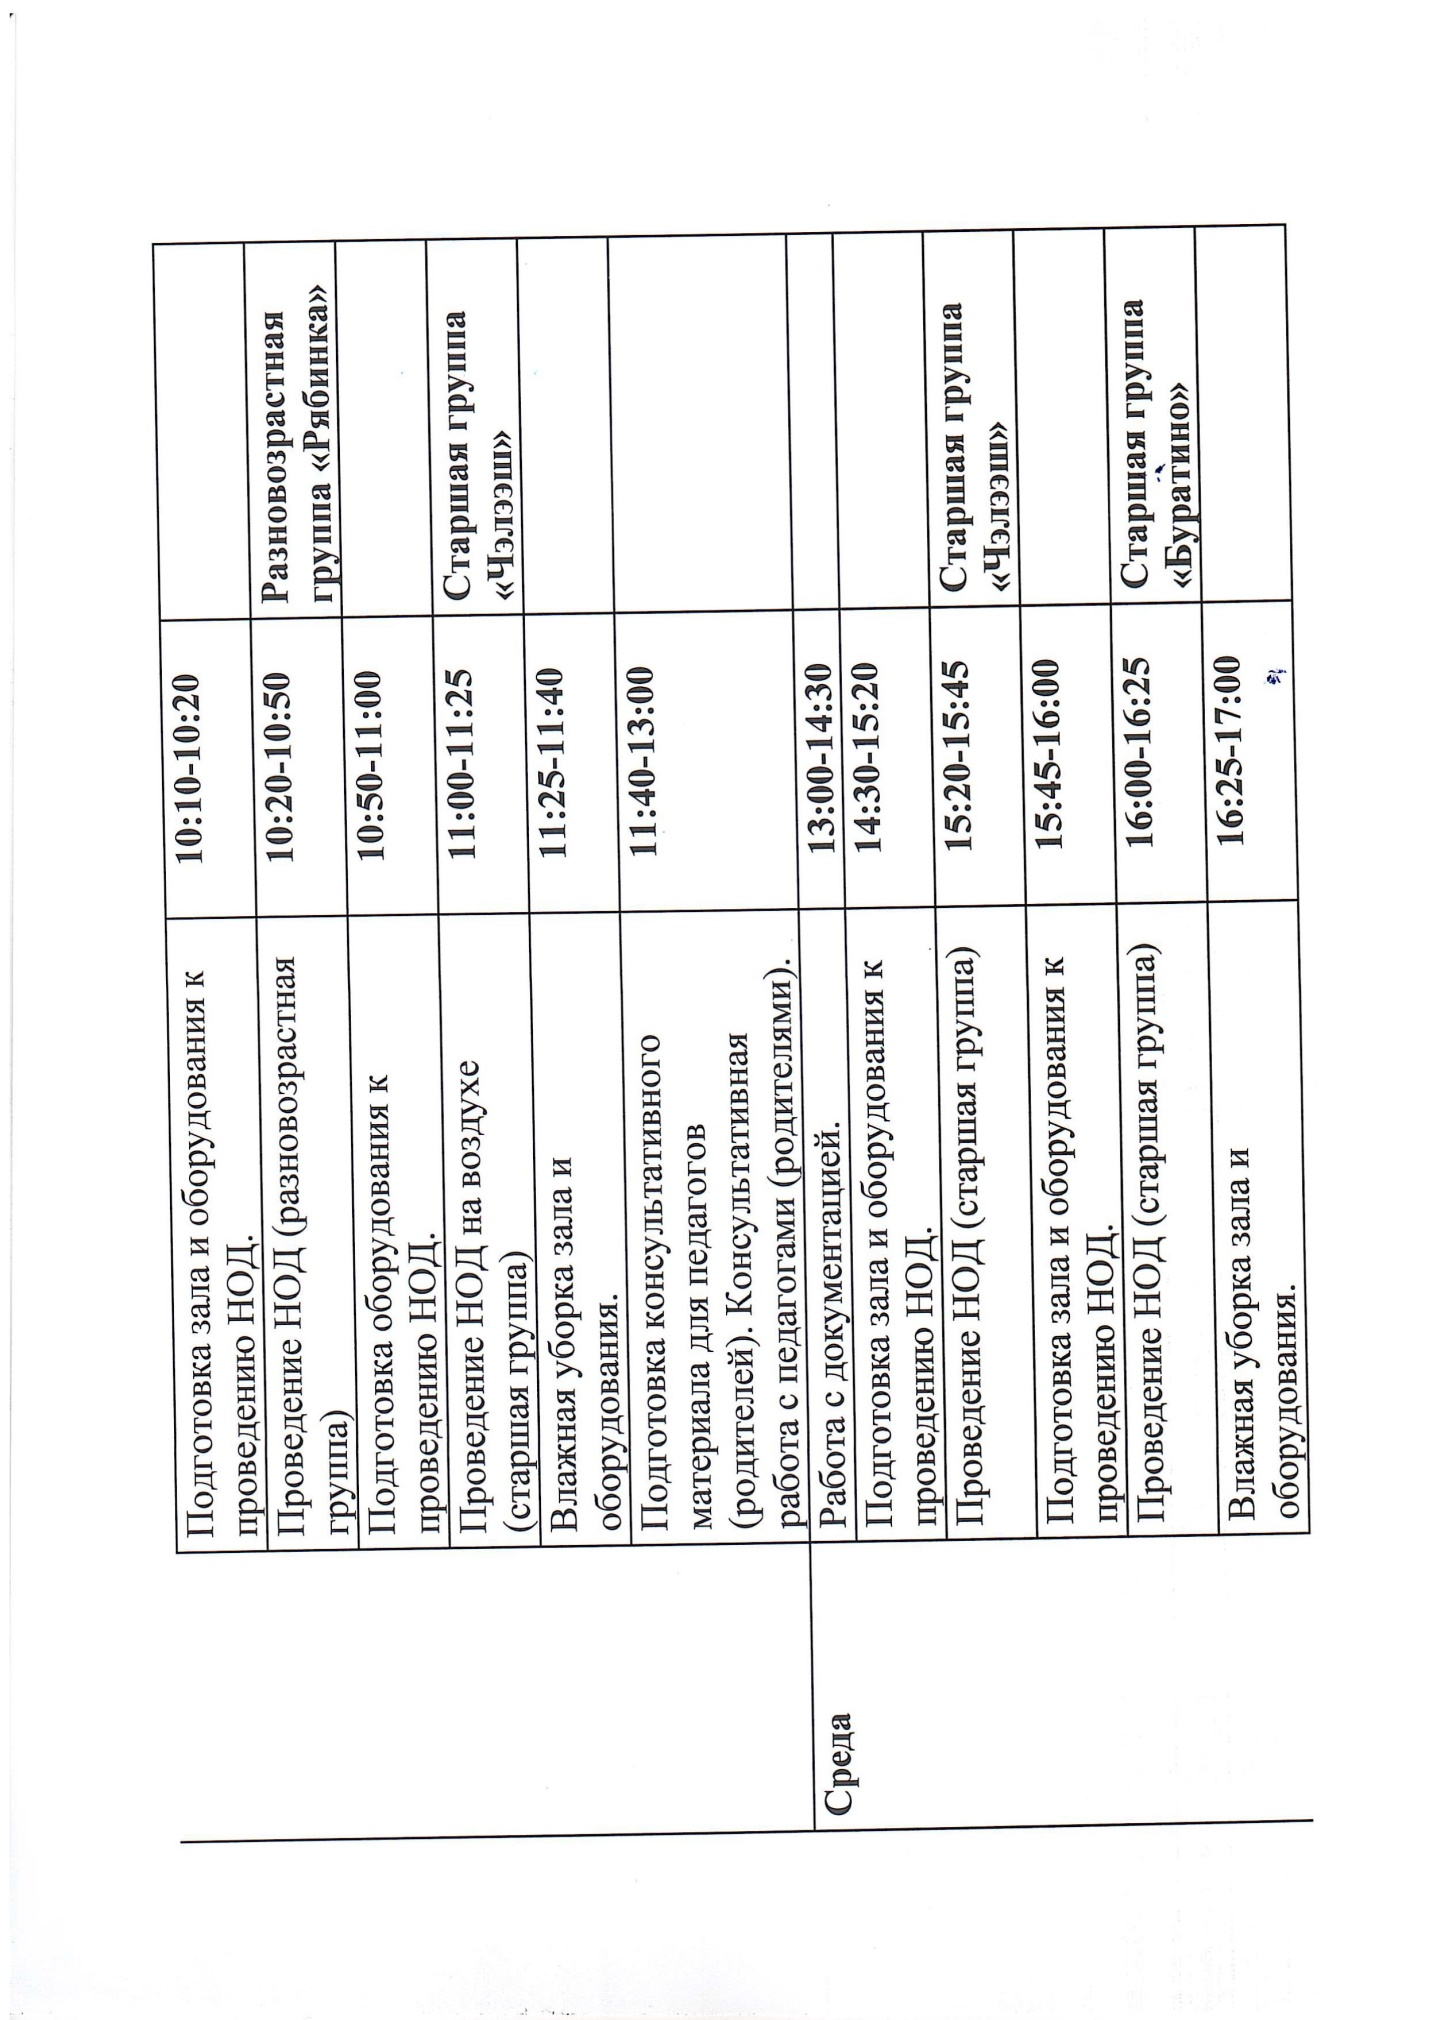 Подготовка зала и оборудования к
проведению НОД.
10:10-10:20
Проведение НОД (разновозрастная
группа)
10:20-10:50
Разновозрастная
группа «Рябинка»
Подготовка оборудования к
проведению НОД.
10:50-11:00
Проведение НОД на воздухе
(старшая группа)
11:00-11:25
Старшая группа
«Чэлээш»
Влажная уборка зала и
оборудования.
11:25-11:40
Подготовка консультативного
материала для педагогов
(родителей). Консультативная
работа с педагогами (родителями).
11:40-13:00
Среда
Работа с документацией.
13:00-14:30
Подготовка зала и оборудования к
проведению НОД.
14:30-15:20
Проведение НОД (старшая группа)
15:20-15:45
Старшая группа
«Чэлээш»
Подготовка зала и оборудования к
проведению НОД.
15:45-16:00
Проведение НОД (старшая группа)
16:00-16:25
Старшая группа
«Буратино»
Влажная уборка зала и
оборудования.
16:25-17:00